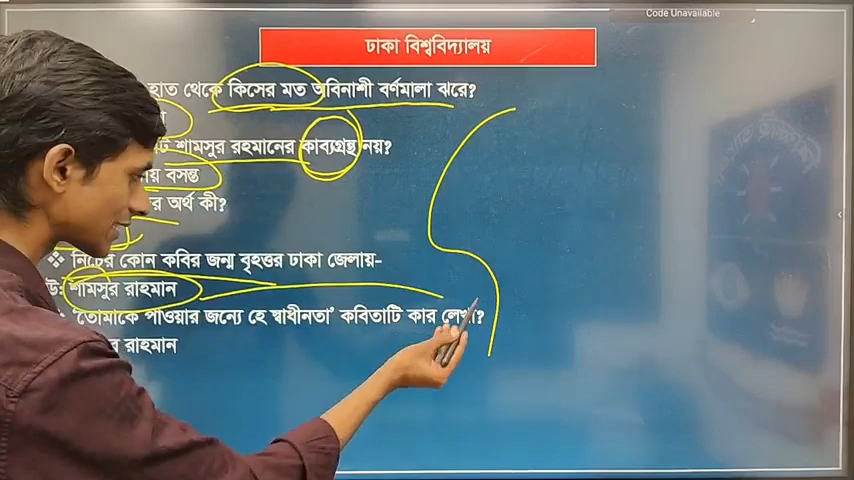 Code Unavailable
ঢাকা বিশ্ববিদ্যালয়
হাত থেকে কিসের মত অবিনাশী বর্ণমালা ঝরে?
শামসুর রহমানের কাব্যগ্রন্থ নয়?
বসন্ত
র অর্থ কী?
❖ নিচের কোন কবির জন্ম বৃহত্তর ঢাকা জেলায়-
উ: শামসুর রাহমান
'তোমাকে পাওয়ার জন্যে হে স্বাধীনতা' কবিতাটি কার লেখা?
র রাহমান